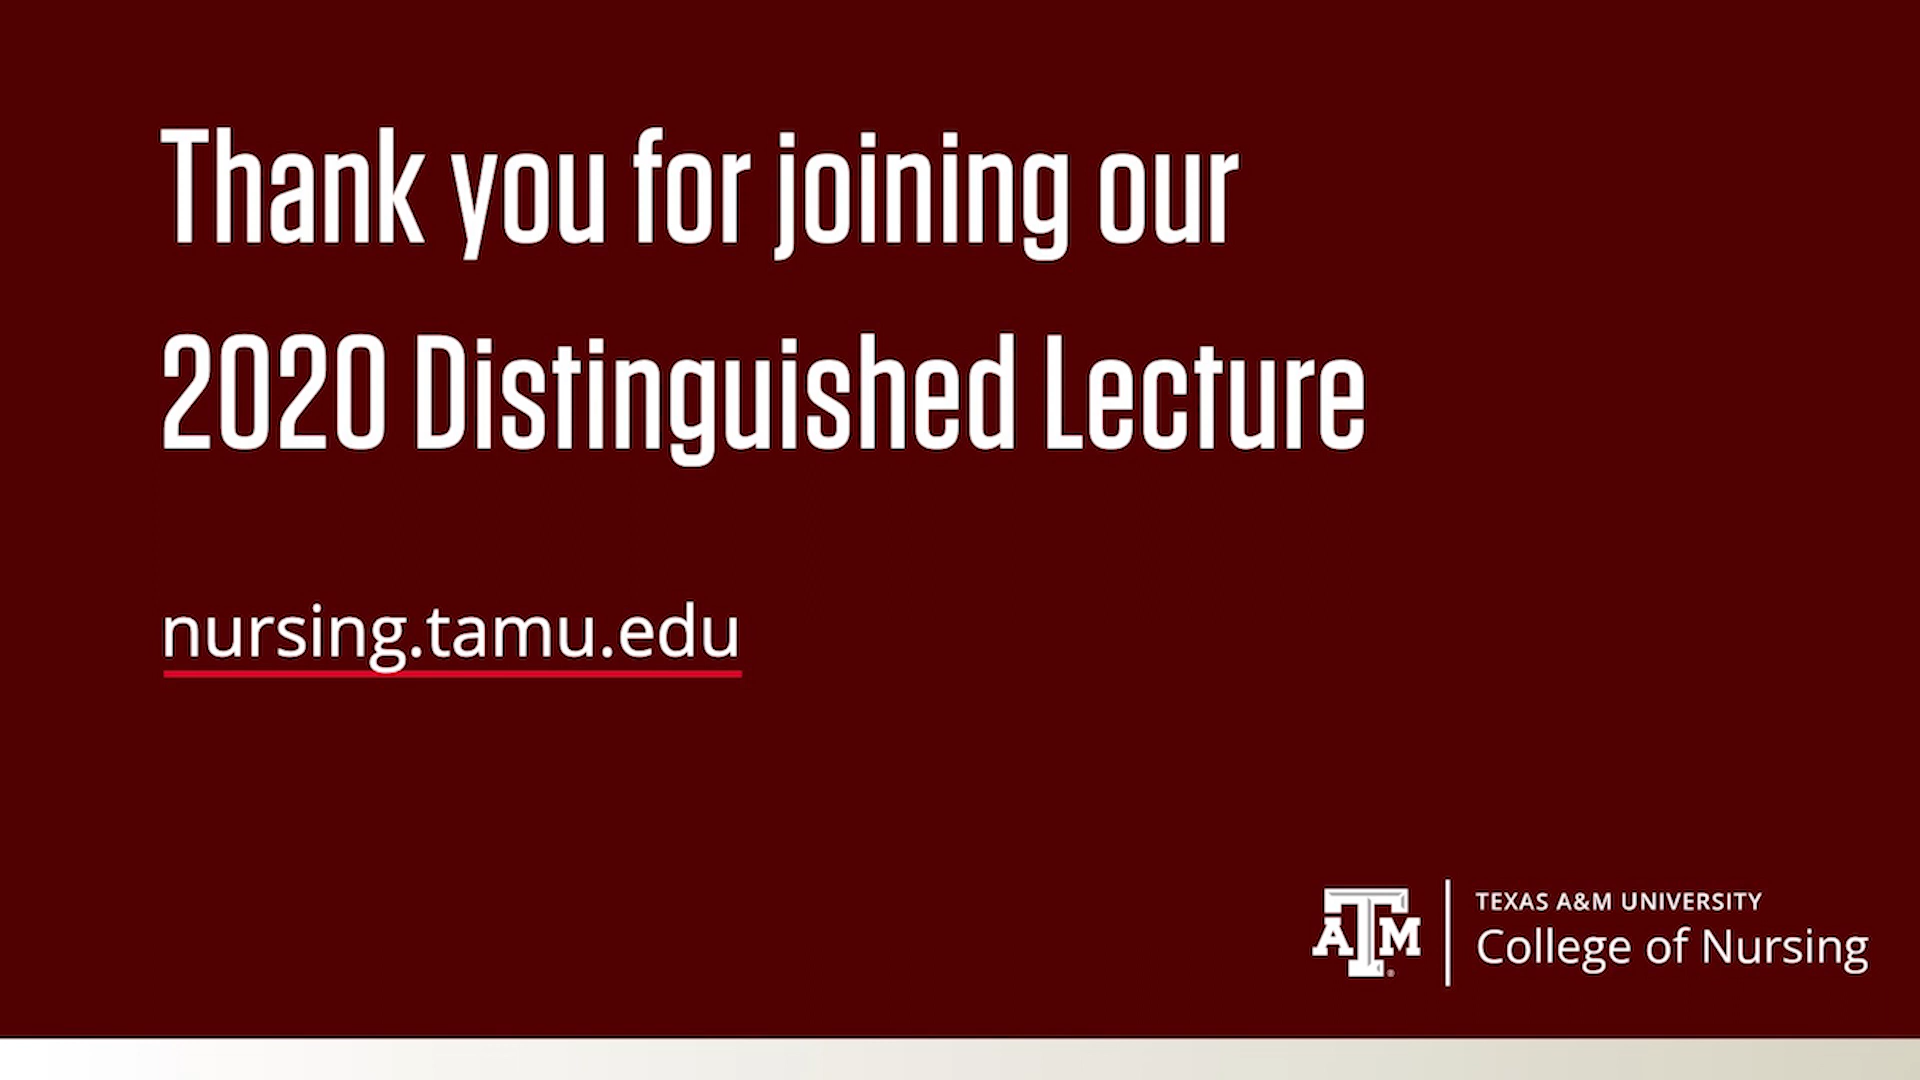 Thank you for joining our
2020 Distinguished Lecture
nursing.tamu.edu
ATM®
TEXAS A&M UNIVERSITY
College of Nursing